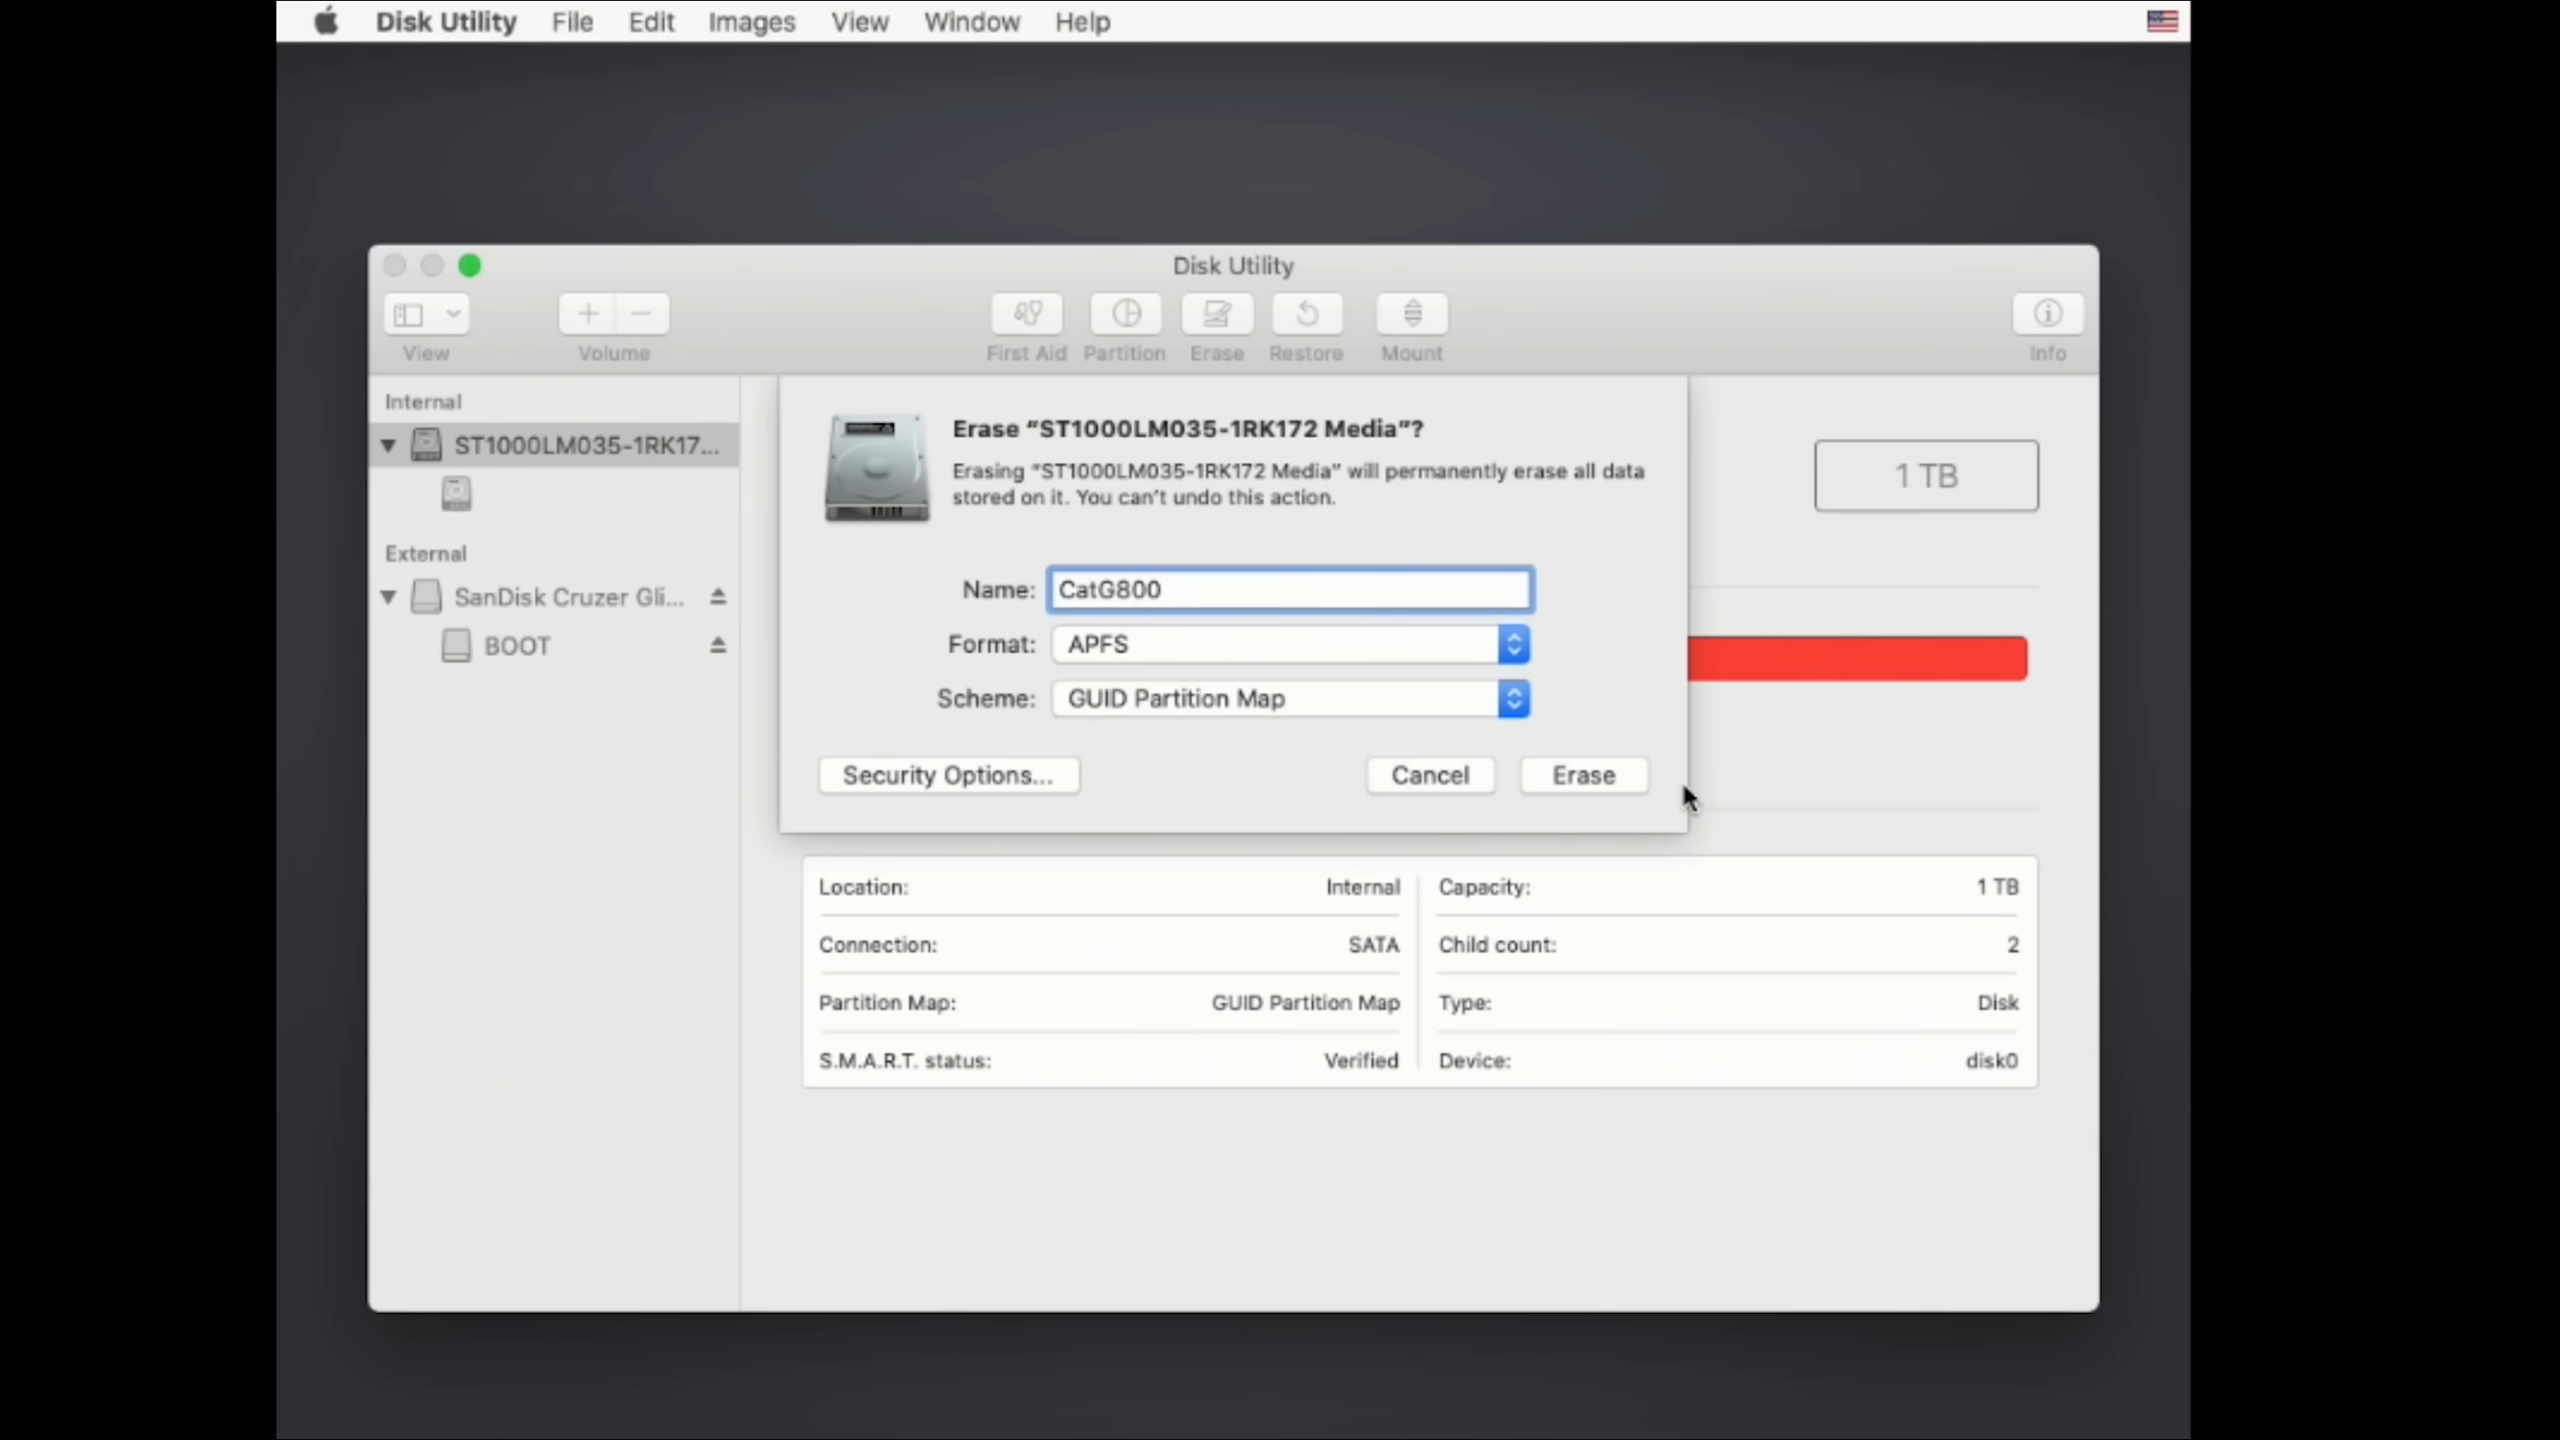 Disk Utility File Edit Images View Window Help
Disk Utility
View Volume First Aid Partition Erase Restore Mount Info
Internal
ST1000LM035-1RK17...
External
SanDisk Cruzer Gli...
BOOT
Erase “ST1000LM035-1RK172 Media”?
Erasing “ST1000LM035-1RK172 Media” will permanently erase all data
stored on it. You can’t undo this action.
Name: CatG800
Format: APFS
Scheme: GUID Partition Map
Security Options... Cancel Erase
1 TB
Location: Internal Capacity: 1 TB
Connection: SATA Child count: 2
Partition Map: GUID Partition Map Type: Disk
S.M.A.R.T. status: Verified Device: disk0